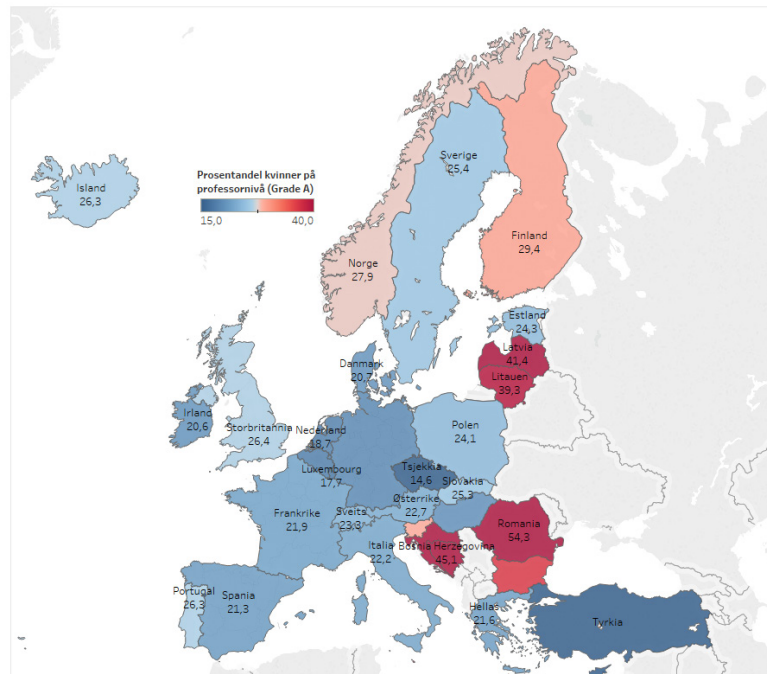 Island
26,3
Prosentandel kvinner på
professornivå (Grade A)
15,0
40,0
Sverige
25,4
Finland
29,4
Norge
27,9
Estland
24,3
Latvia
41,4
Litauen
39,3
Danmark
20,7
Irland
20,6
Storbritannia
26,4
Nederland
18,7
Polen
24,1
Luxembourg
17,7
Tsjekkia
14,6
Slovakia
25,3
Østerrike
22,7
Frankrike
21,9
Sveits
23,3
Romania
54,3
Italia
22,2
Bosnia Herzegovina
45,1
Portugal
26,3
Spania
21,3
Hellas
21,6
Tyrkia